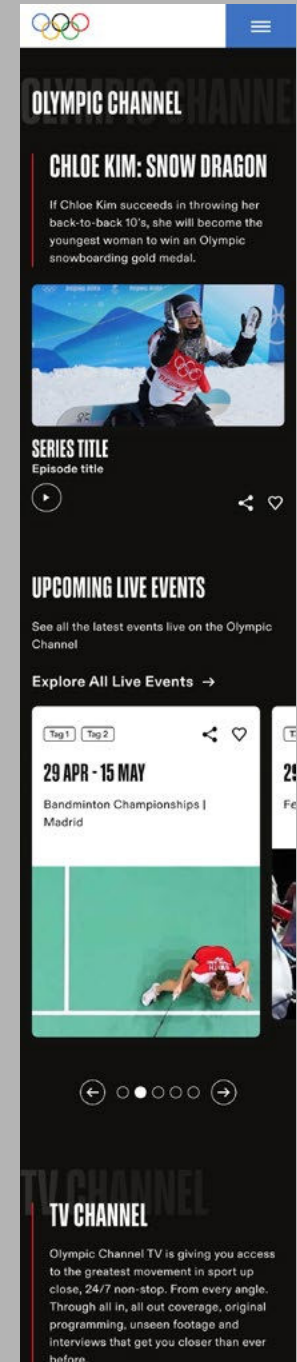 OLYMPIC CHANNEL
CHLOE KIM: SNOW DRAGON
If Chloe Kim succeeds in throwing her
back-to-back 10's, she will become the
youngest woman to win an Olympic
snowboarding gold medal.
2
SERIES TITLE
Episode title
UPCOMING LIVE EVENTS
See all the latest events live on the Olympic
Channel
Explore All Live Events →
Tag 1 Tag 2
29 APR - 15 MAY
Bandminton Championships |
Madrid
TV CHANNEL
TV CHANNEL
Olympic Channel TV is giving you access
to the greatest movement in sport up
close, 24/7 non-stop. From every angle.
Through all in, all out coverage, original
programming, unseen footage and
interviews that get you closer than ever
before